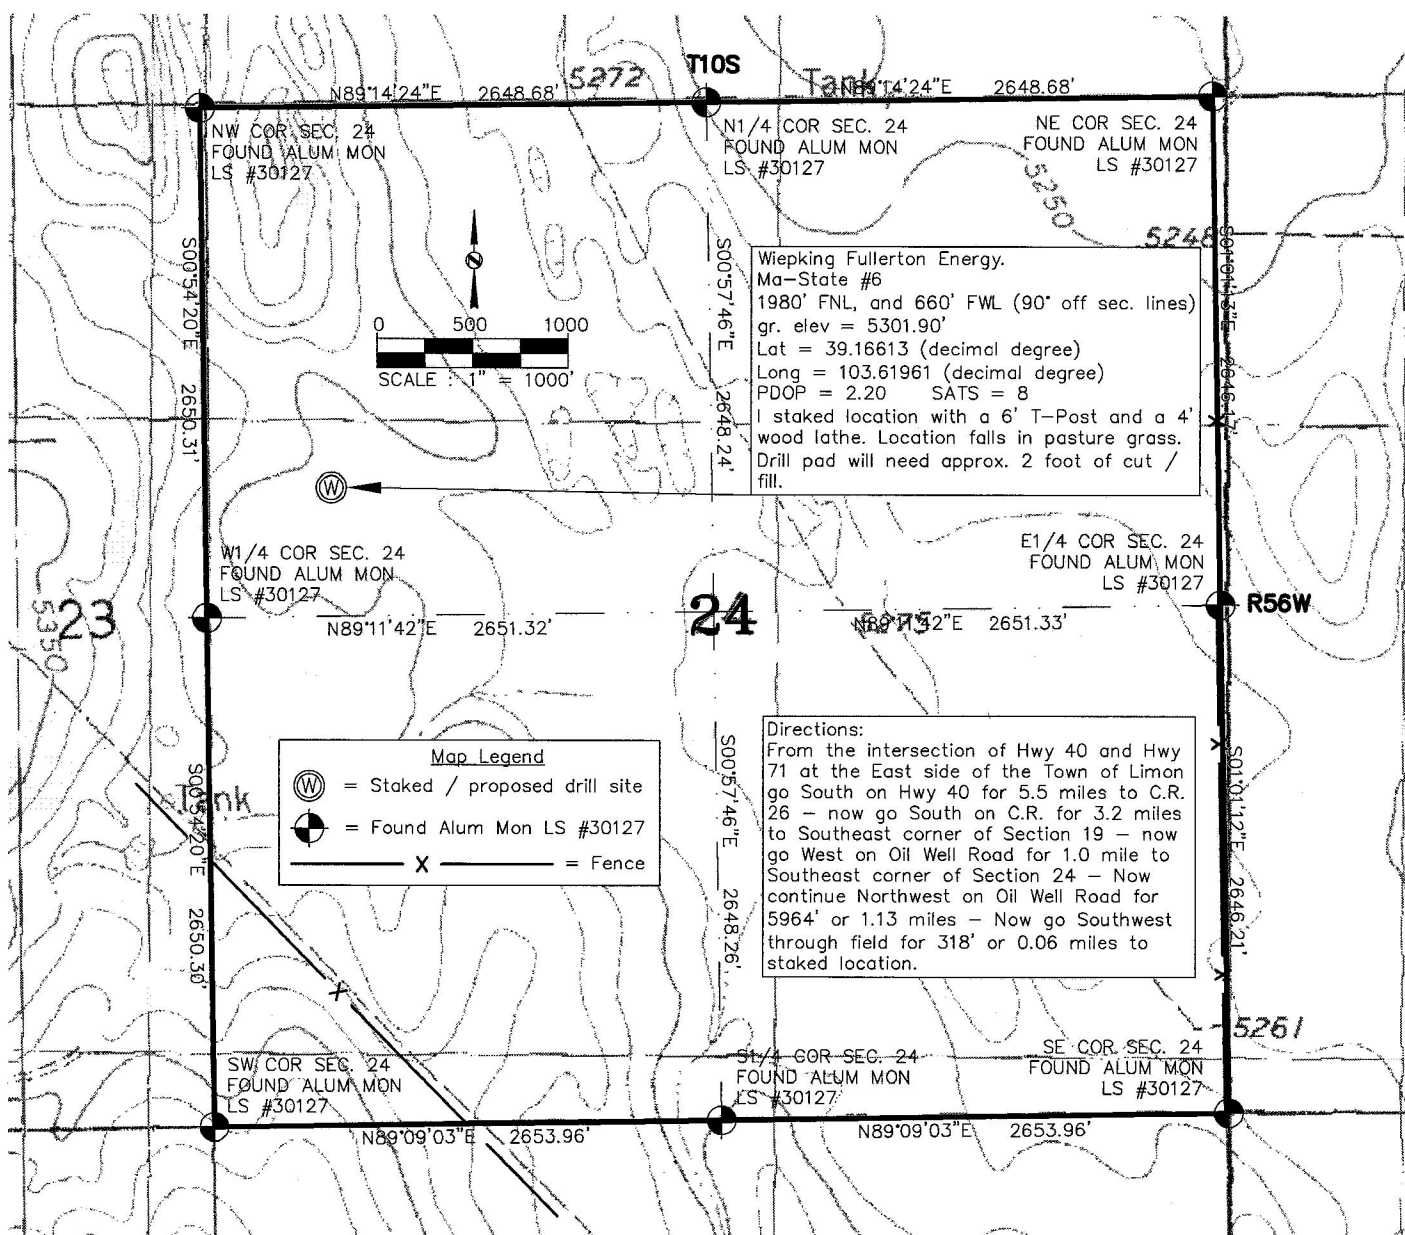 T10S
5272
Tank
N89°14'24"E 2648.68'
N89°14'24"E 2648.68'
NW COR SEC. 24
FOUND ALUM MON
LS #30127
N1/4 COR SEC. 24
FOUND ALUM MON
LS #30127
NE COR SEC. 24
FOUND ALUM MON
LS #30127
5250
5248
S00°54'20"E 2650.31'
S00°57'46"E 2648.24'
S01°01'13"E 2646.17'
0 500 1000
SCALE : 1" = 1000'
Wiepking Fullerton Energy.
Ma-State #6
1980' FNL, and 660' FWL (90° off sec. lines)
gr. elev = 5301.90'
Lat = 39.16613 (decimal degree)
Long = 103.61961 (decimal degree)
PDOP = 2.20 SATS = 8
I staked location with a 6' T-Post and a 4'
wood lathe. Location falls in pasture grass.
Drill pad will need approx. 2 foot of cut /
fill.
W
W1/4 COR SEC. 24
FOUND ALUM MON
LS #30127
E1/4 COR SEC. 24
FOUND ALUM MON
LS #30127
5350
23
24
R56W
N89°11'42"E 2651.32'
N89°11'42"E 2651.33'
Tank
S00°54'20"E 2650.30'
S00°57'46"E 2648.26'
S01°01'12"E 2646.21'
Map Legend
W = Staked / proposed drill site
= Found Alum Mon LS #30127
X = Fence
Directions:
From the intersection of Hwy 40 and Hwy
71 at the East side of the Town of Limon
go South on Hwy 40 for 5.5 miles to C.R.
26 - now go South on C.R. for 3.2 miles
to Southeast corner of Section 19 - now
go West on Oil Well Road for 1.0 mile to
Southeast corner of Section 24 - Now
continue Northwest on Oil Well Road for
5964' or 1.13 miles - Now go Southwest
through field for 318' or 0.06 miles to
staked location.
X
5261
SW COR SEC. 24
FOUND ALUM MON
LS #30127
S1/4 COR SEC. 24
FOUND ALUM MON
LS #30127
SE COR SEC. 24
FOUND ALUM MON
LS #30127
N89°09'03"E 2653.96'
N89°09'03"E 2653.96'